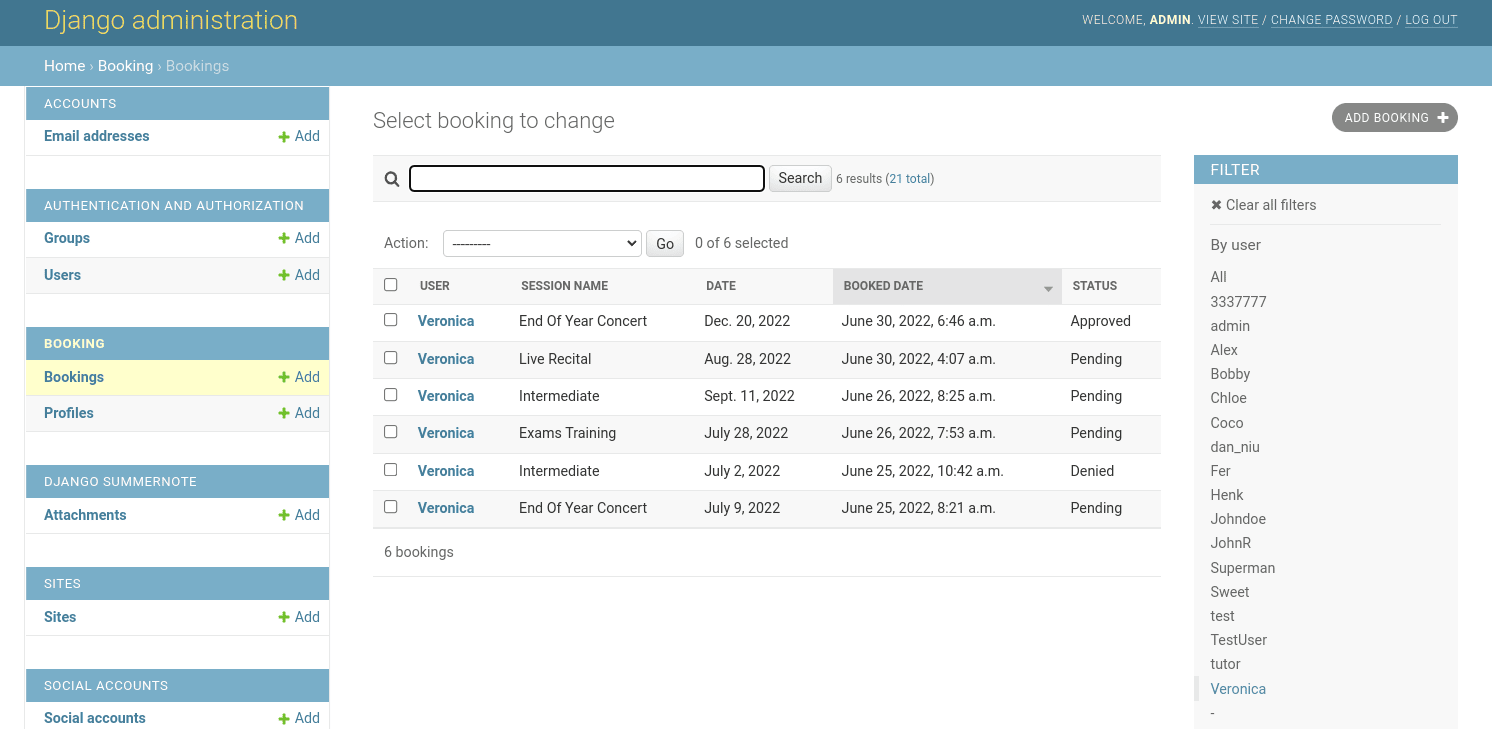 Django administration
WELCOME, ADMIN. VIEW SITE / CHANGE PASSWORD / LOG OUT
Home › Booking › Bookings
ACCOUNTS
Email addresses Add
AUTHENTICATION AND AUTHORIZATION
Groups Add
Users Add
BOOKING
Bookings Add
Profiles Add
DJANGO SUMMERNOTE
Attachments Add
SITES
Sites Add
SOCIAL ACCOUNTS
Social accounts Add
Select booking to change
ADD BOOKING
Search 6 results (21 total)
Action: --------- Go 0 of 6 selected
USER SESSION NAME DATE BOOKED DATE STATUS
Veronica End Of Year Concert Dec. 20, 2022 June 30, 2022, 6:46 a.m. Approved
Veronica Live Recital Aug. 28, 2022 June 30, 2022, 4:07 a.m. Pending
Veronica Intermediate Sept. 11, 2022 June 26, 2022, 8:25 a.m. Pending
Veronica Exams Training July 28, 2022 June 26, 2022, 7:53 a.m. Pending
Veronica Intermediate July 2, 2022 June 25, 2022, 10:42 a.m. Denied
Veronica End Of Year Concert July 9, 2022 June 25, 2022, 8:21 a.m. Pending
6 bookings
FILTER
✖ Clear all filters
By user
All
3337777
admin
Alex
Bobby
Chloe
Coco
dan_niu
Fer
Henk
Johndoe
JohnR
Superman
Sweet
test
TestUser
tutor
Veronica
-